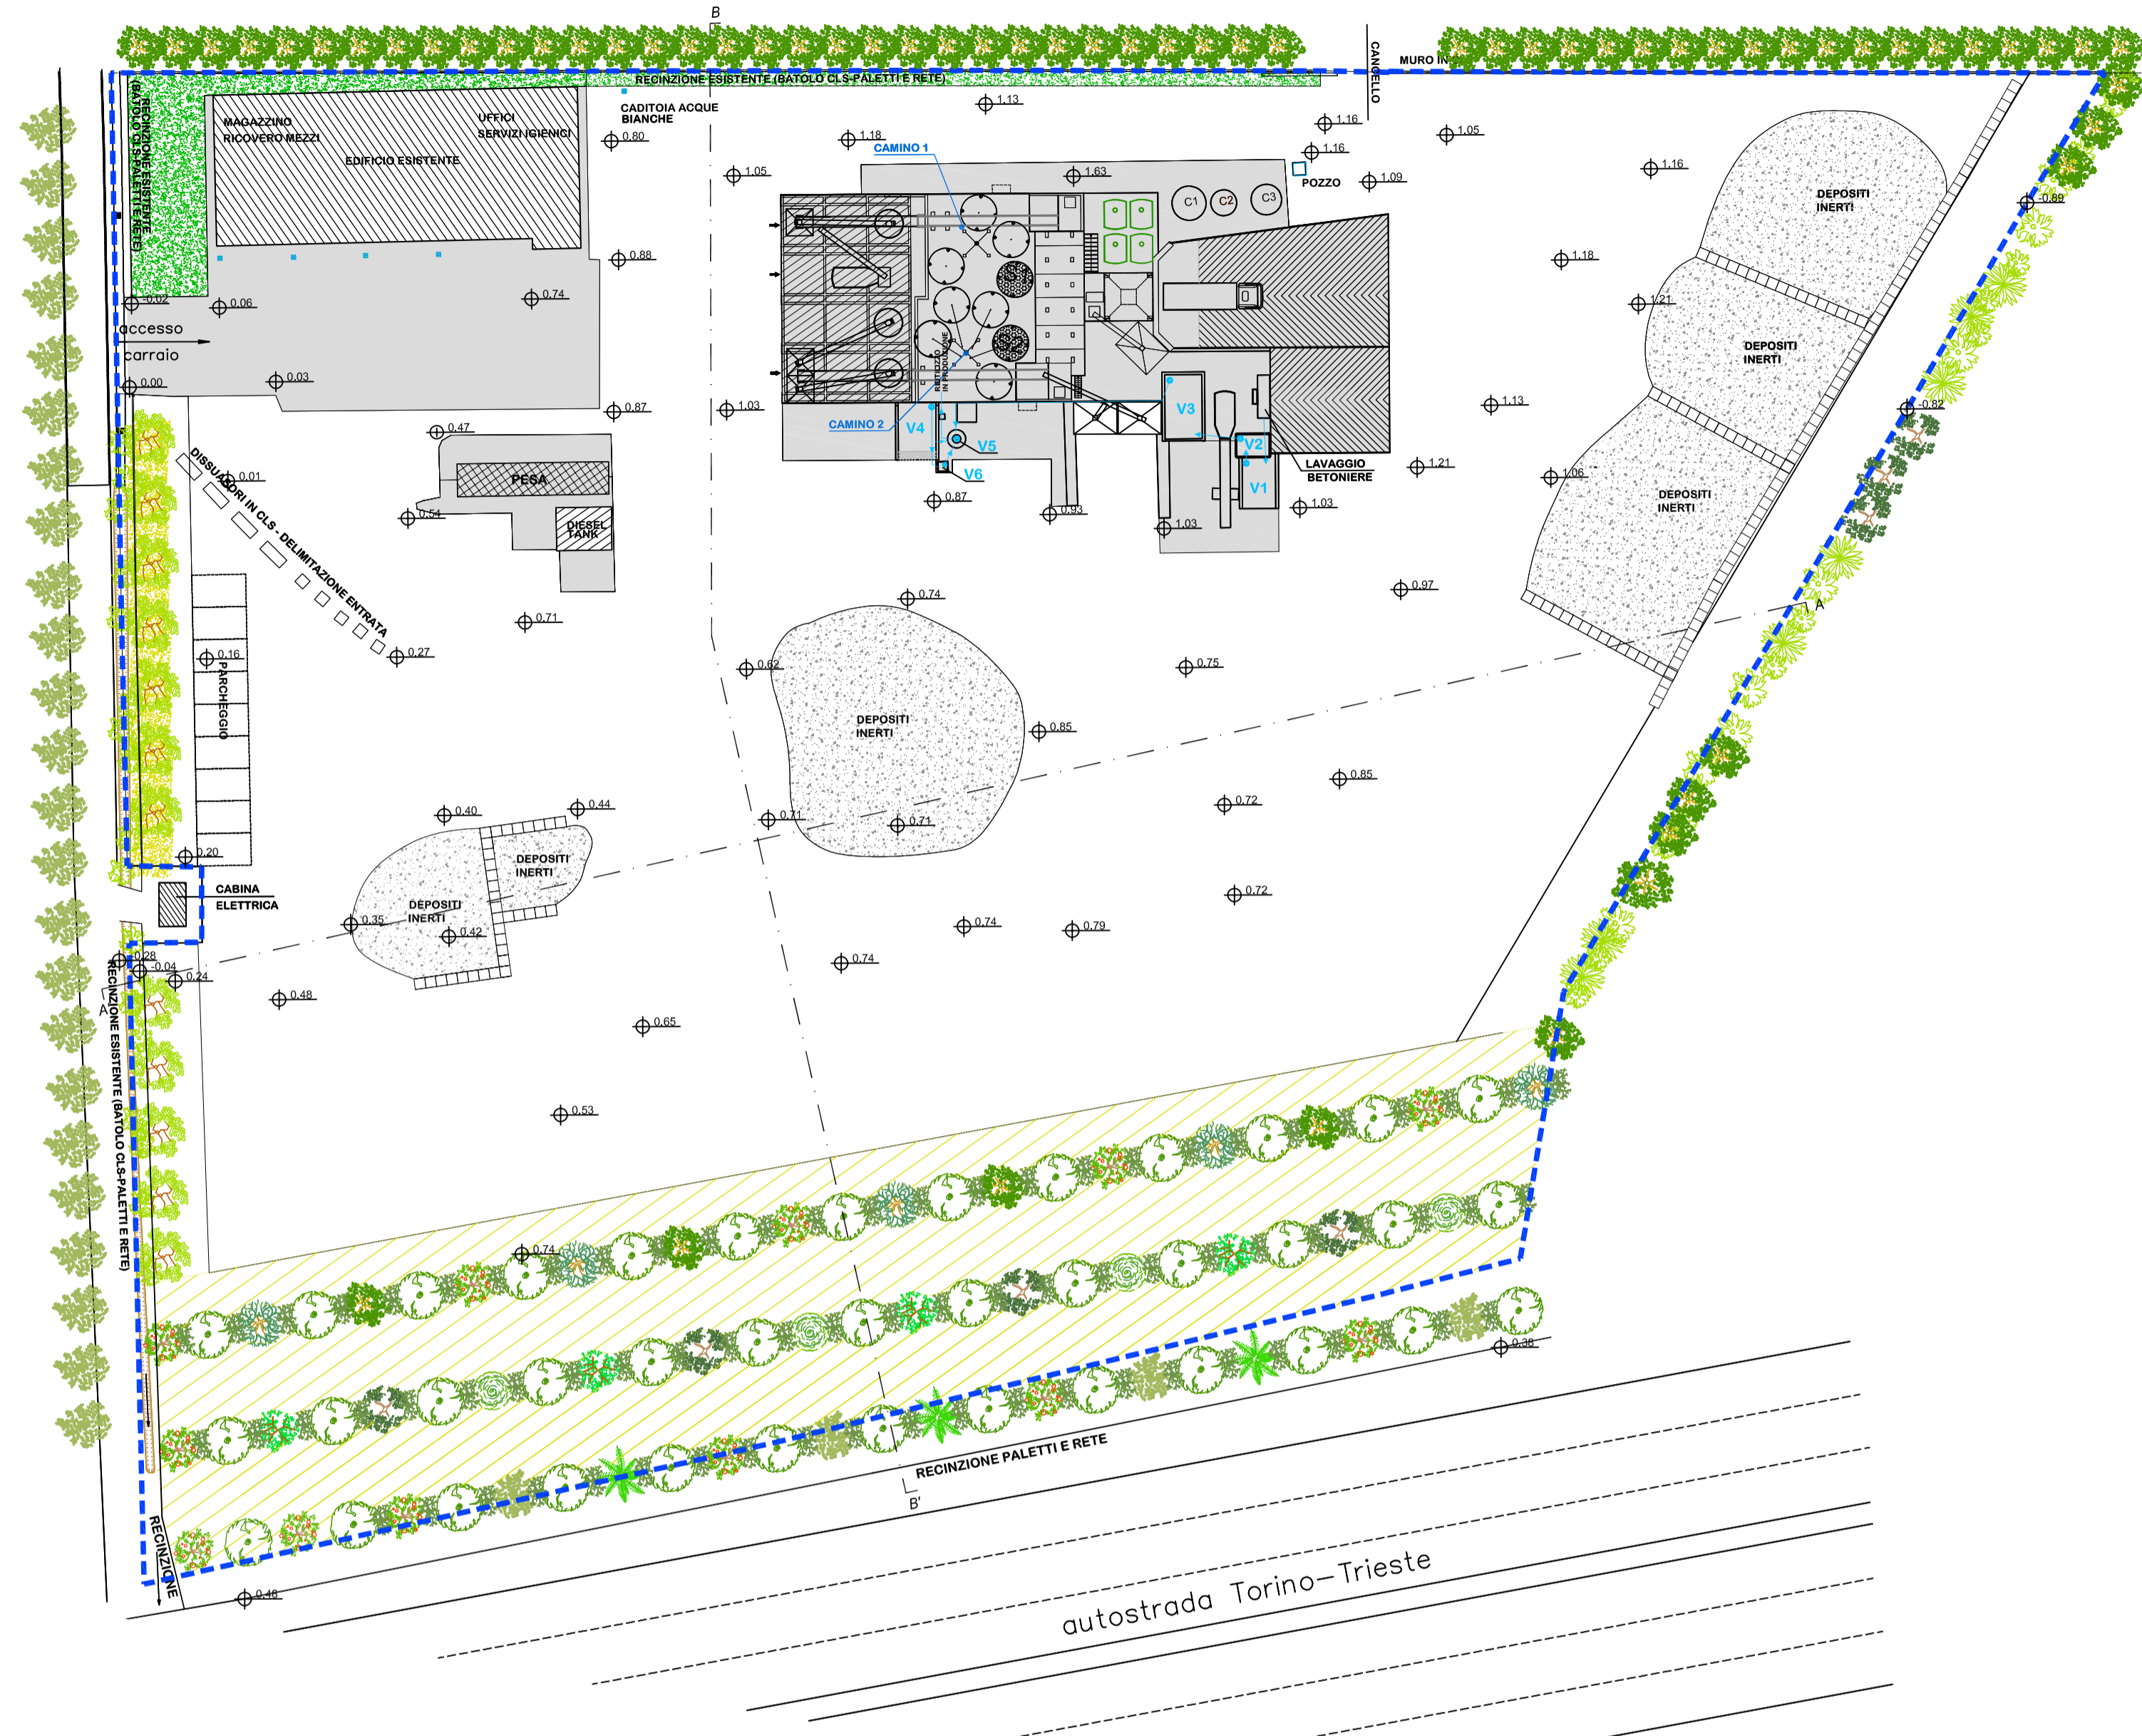 B
RECINZIONE ESISTENTE (BATOLO CLS-PALETTI E RETE)
CANCELLO
MURO IN
RECINZIONE ESISTENTE
(BATOLO CLS-PALETTI E RETE)
MAGAZZINO
RICOVERO MEZZI
UFFICI
SERVIZI IGIENICI
EDIFICIO ESISTENTE
CADITOIA ACQUE
BIANCHE
0.80
1.13
1.18
CAMINO 1
1.16
1.16
1.05
1.05
1.63
POZZO
1.09
1.16
C1
C2
C3
DEPOSITI
INERTI
-0.89
0.88
1.18
-0.02
0.06
0.74
1.21
accesso
carraio
DEPOSITI
INERTI
RIUTILIZZO
IN PRODUZIONE
0.00
0.03
0.87
1.03
1.13
-0.82
CAMINO 2
V4
V3
V5
V2
V6
V1
LAVAGGIO
BETONIERE
0.47
DISSUASORI IN CLS - DELIMITAZIONE ENTRATA
0.01
PESA
0.54
DIESEL
TANK
0.87
0.93
1.03
1.03
1.21
1.06
DEPOSITI
INERTI
0.97
0.74
A
0.71
0.27
0.16
PARCHEGGIO
0.62
0.75
DEPOSITI
INERTI
0.85
0.85
0.72
0.40
0.44
0.71
0.71
0.20
DEPOSITI
INERTI
CABINA
ELETTRICA
DEPOSITI
INERTI
0.35
0.42
0.72
0.74
0.79
0.74
-0.28
-0.04
0.24
A
0.48
0.65
RECINZIONE ESISTENTE (BATOLO CLS-PALETTI E RETE)
0.53
0.74
0.38
RECINZIONE PALETTI E RETE
B'
RECINZIONE
0.48
autostrada Torino-Trieste